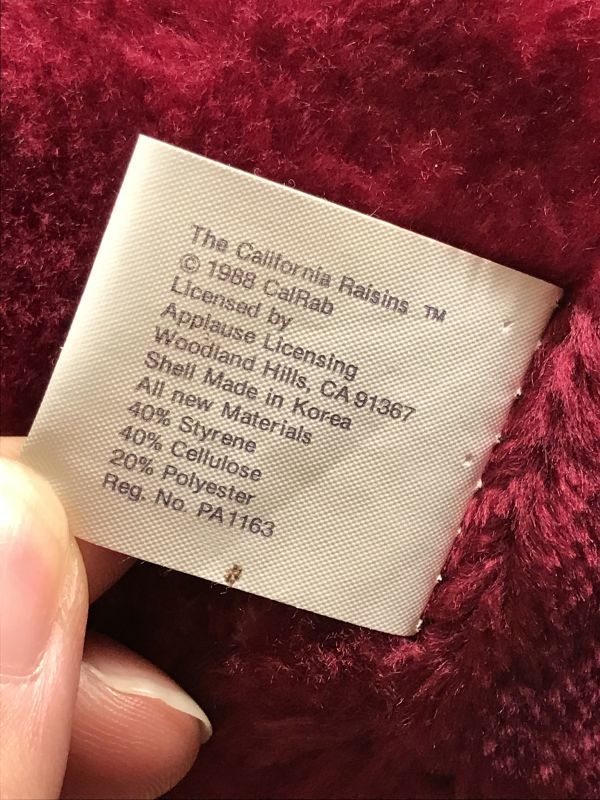 The California Raisins ™
© 1988 CalRab
Licensed by
Applause Licensing
Woodland Hills, CA 91367
Shell Made in Korea
All new Materials
40% Styrene
40% Cellulose
20% Polyester
Reg. No. PA1163